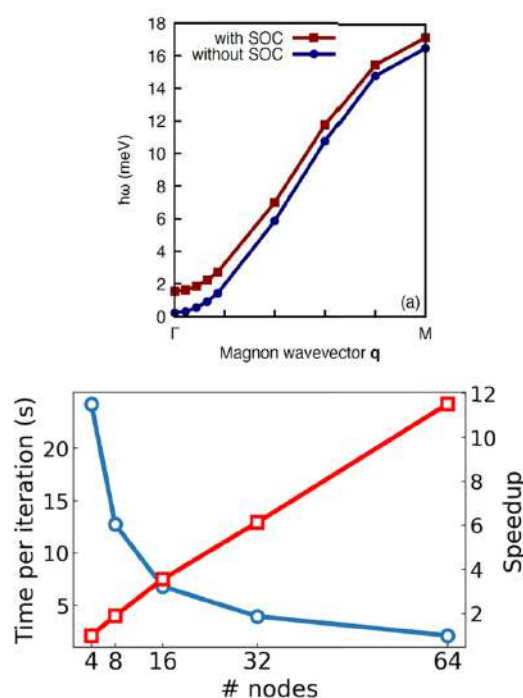 18
16
14
12
10
8
6
4
2
0
ħω (meV)
with SOC
without SOC
(a)
Γ
M
Magnon wavevector q
Time per iteration (s)
20
15
10
5
12
10
8
6
4
2
Speedup
4 8 16 32 64
# nodes